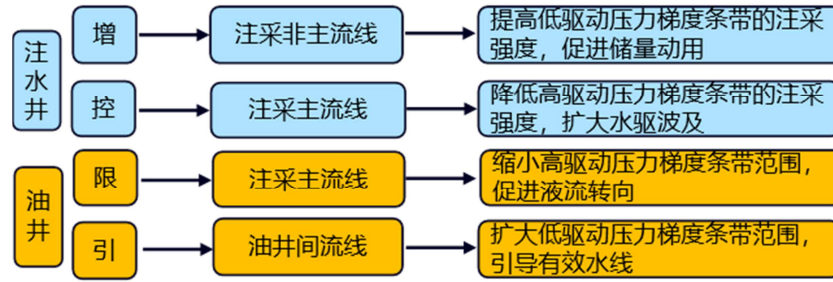 注水井
增
注采非主流线
提高低驱动压力梯度条带的注采
强度，促进储量动用
控
注采主流线
降低高驱动压力梯度条带的注采
强度，扩大水驱波及
油井
限
注采主流线
缩小高驱动压力梯度条带范围，
促进液流转向
引
油井间流线
扩大低驱动压力梯度条带范围，
引导有效水线